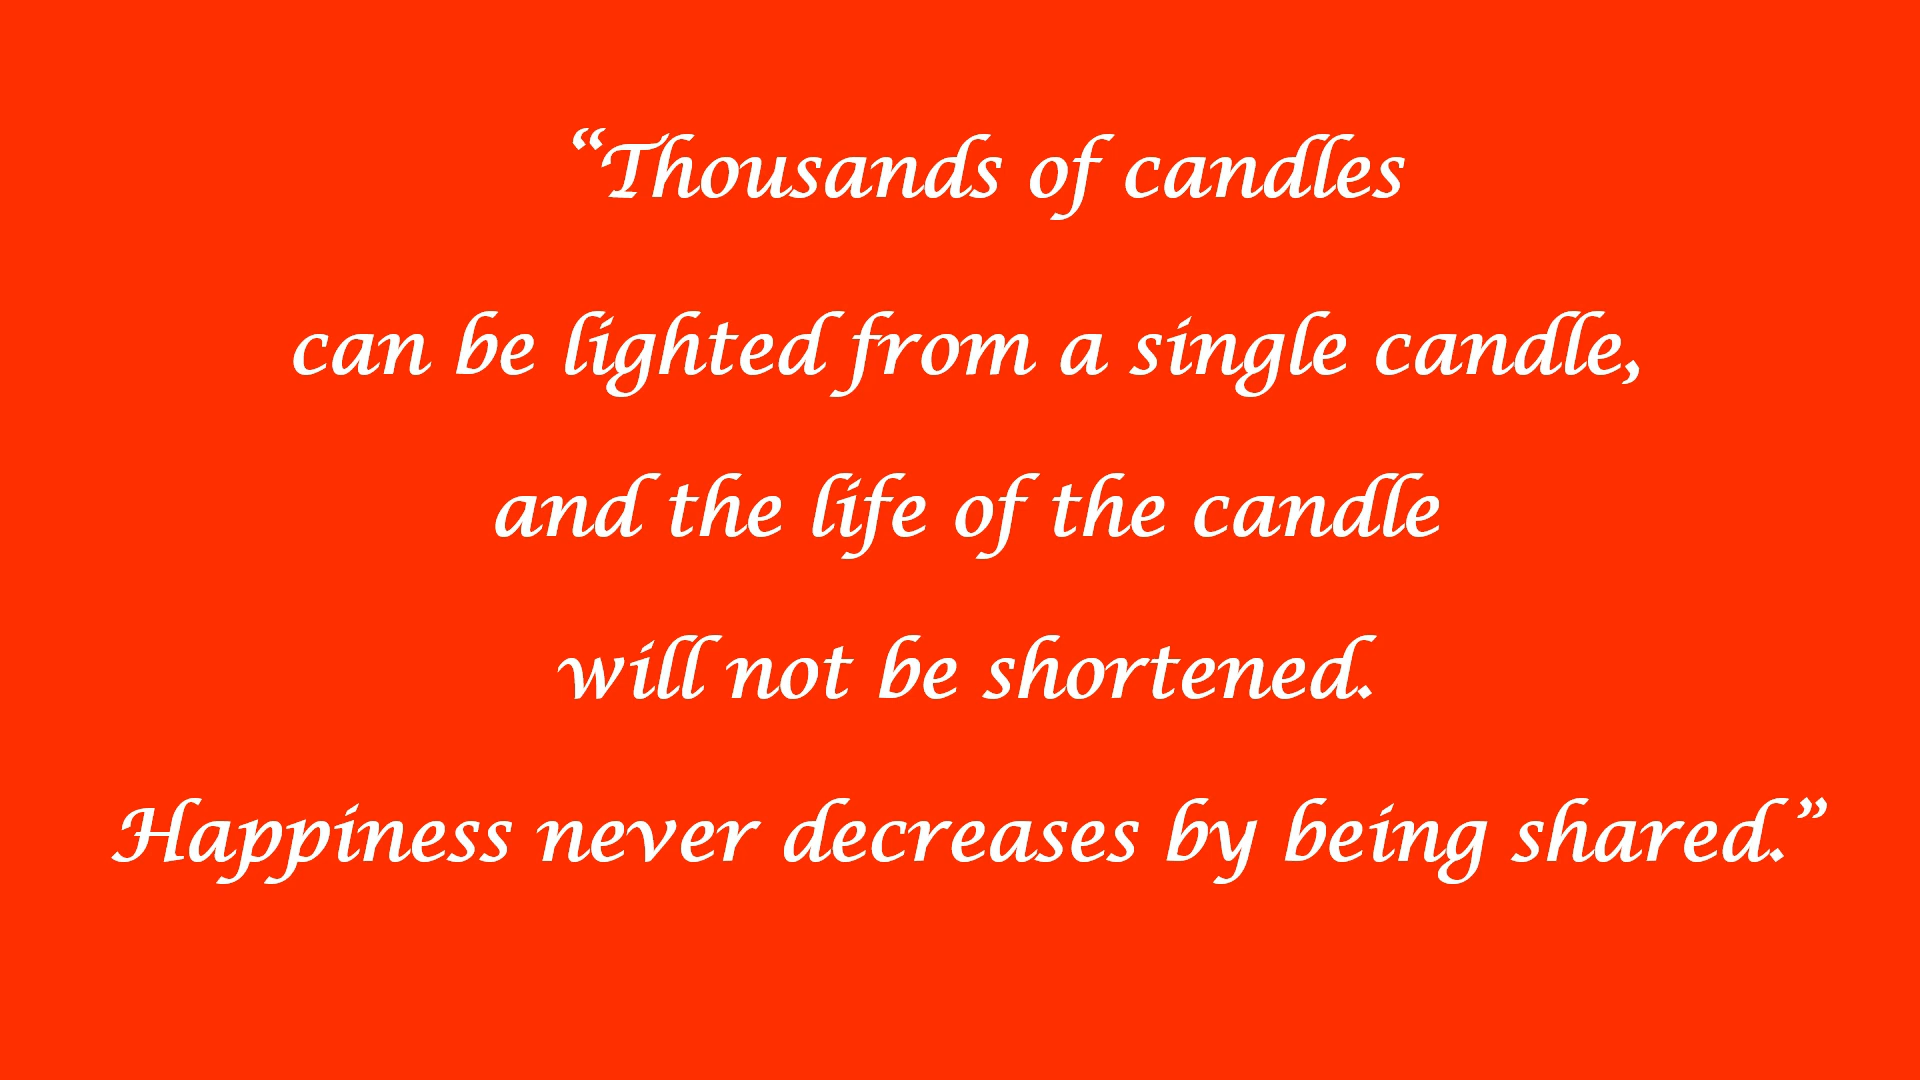 “Thousands of candles
can be lighted from a single candle,
and the life of the candle
will not be shortened.
Happiness never decreases by being shared.”